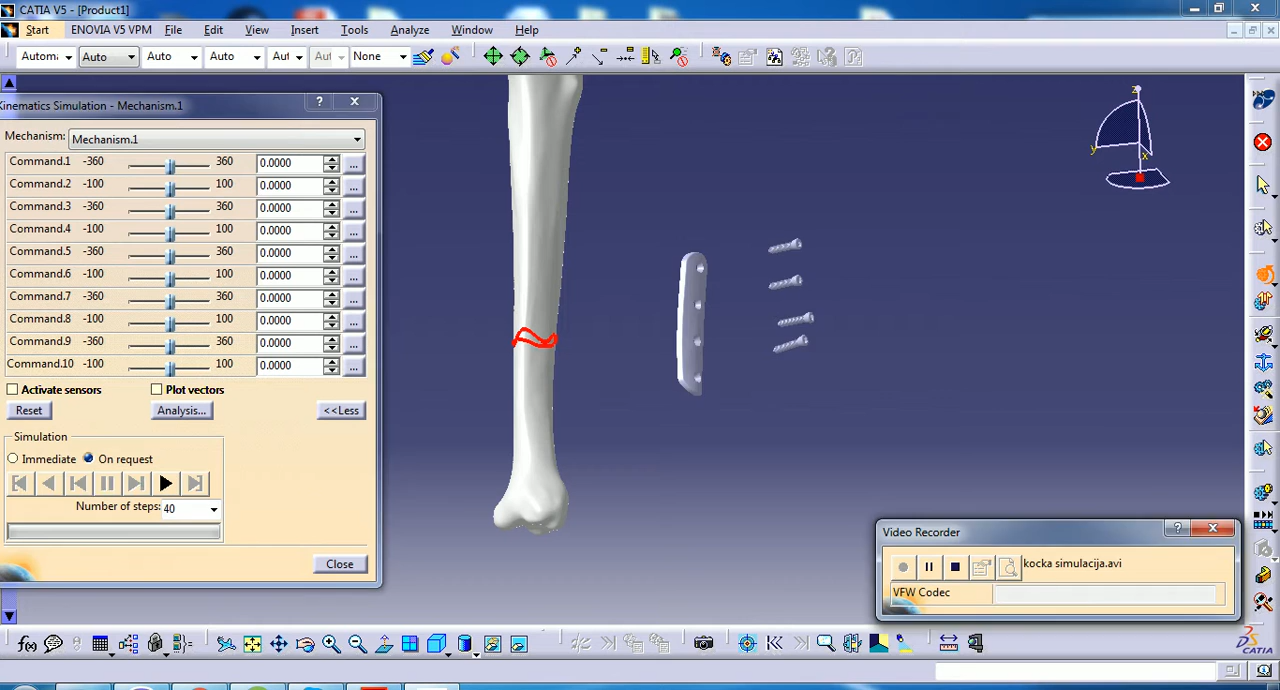 CATIA V5 - [Product1]
Start ENOVIA V5 VPM File Edit View Insert Tools Analyze Window Help
Automa Auto Auto Auto Aut Aut None
Kinematics Simulation - Mechanism.1
Mechanism: Mechanism.1
Command.1 -360 360 0.0000 ...
Command.2 -100 100 0.0000 ...
Command.3 -360 360 0.0000 ...
Command.4 -100 100 0.0000 ...
Command.5 -360 360 0.0000 ...
Command.6 -100 100 0.0000 ...
Command.7 -360 360 0.0000 ...
Command.8 -100 100 0.0000 ...
Command.9 -360 360 0.0000 ...
Command.10 -100 100 0.0000 ...
Activate sensors Plot vectors
Reset Analysis... <<Less
Simulation
Immediate On request
Number of steps: 40
Close
z
y
x
Video Recorder
kocka simulacija.avi
VFW Codec
f(x)
CATIA